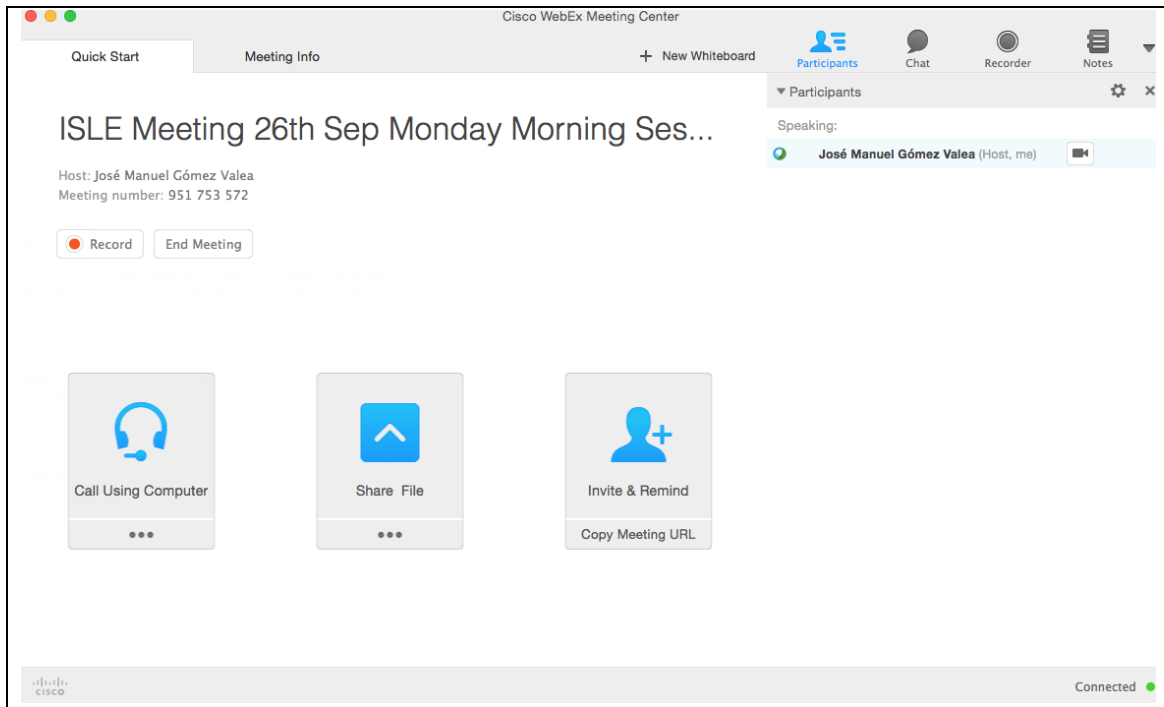 Cisco WebEx Meeting Center
Quick Start
Meeting Info
+ New Whiteboard
Participants
Chat
Recorder
Notes
Participants
Speaking:
José Manuel Gómez Valea (Host, me)
ISLE Meeting 26th Sep Monday Morning Ses...
Host: José Manuel Gómez Valea
Meeting number: 951 753 572
Record
End Meeting
Call Using Computer
Share File
Invite & Remind
Copy Meeting URL
CISCO
Connected